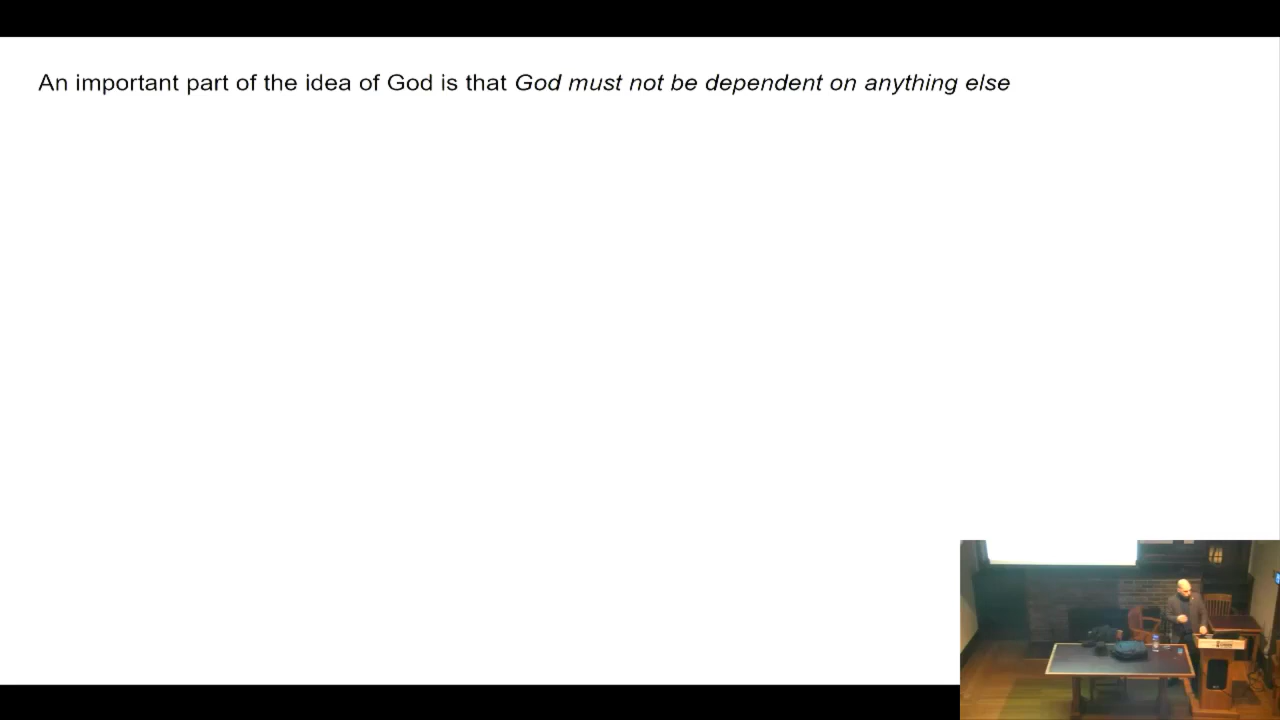 An important part of the idea of God is that God must not be dependent on anything else